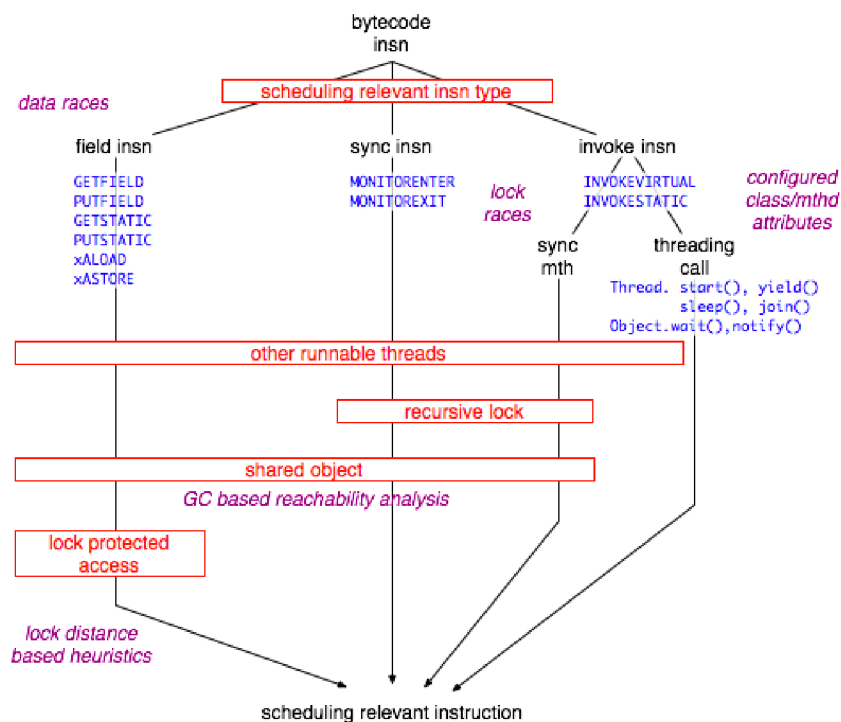 bytecode
insn
scheduling relevant insn type
data races
field insn
sync insn
invoke insn
GETFIELD
PUTFIELD
GETSTATIC
PUTSTATIC
xALOAD
xASTORE
MONITORENTER
MONITOREXIT
lock
races
INVOKEVIRTUAL
INVOKESTATIC
configured
class/mthd
attributes
sync
mth
threading
call
Thread. start(), yield()
sleep(), join()
Object.wait(),notify()
other runnable threads
recursive lock
shared object
GC based reachability analysis
lock protected
access
lock distance
based heuristics
scheduling relevant instruction